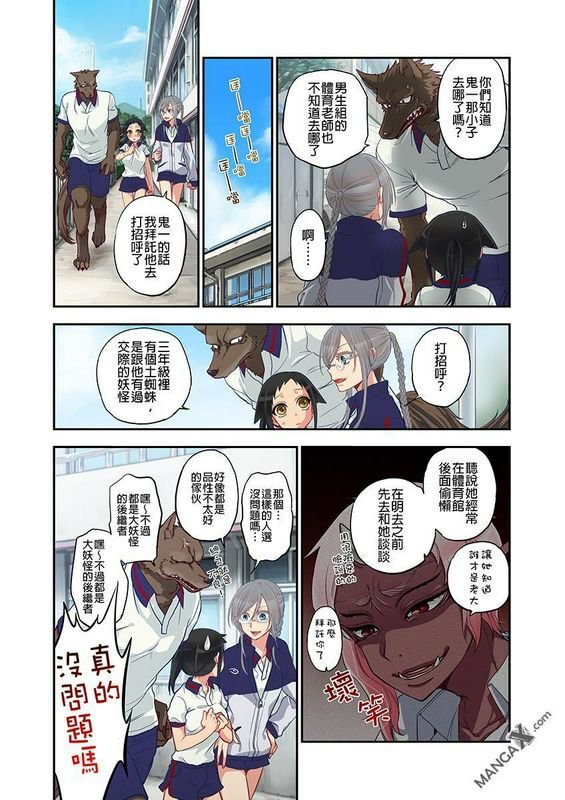 你們知道
鬼一那小子
去哪了嗎？
男生組的
體育老師也
不知道去哪了
啊…
匡
噹
匡
噹
鬼一的話
我拜託他去
打招呼了
打招呼？
三年級裡
有個土蜘蛛，
是跟他有過
交際的妖怪
聽說她經常
在體育館
後面偷懶
在明去之前
先去和她談談
讓她知道
誰才是老大
那麼
拜託你了
壞笑
那個…
這樣的人選
沒問題嗎…
好像都是
品性不太好
的傢伙
嘿～不過
都是大妖怪
的後繼者
嘿～不過都是
大妖怪的後繼者
真的
沒問題嗎
MANGAX.com